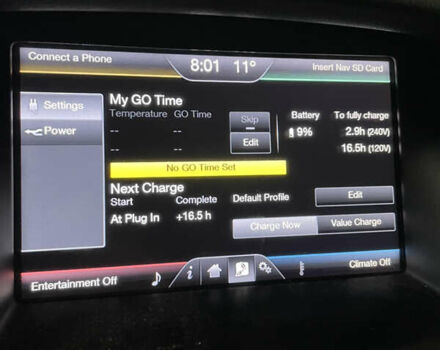 Connect a Phone
8:01 11°
Insert Nav SD Card
Settings
Power
My GO Time
Temperature GO Time
-- --
-- --
Skip
Edit
No GO Time Set
Battery To fully charge
9% 2.9h (240V)
16.5h (120V)
Next Charge
Start Complete
At Plug In +16.5 h
Default Profile
Edit
Charge Now
Value Charge
Entertainment Off
Climate Off